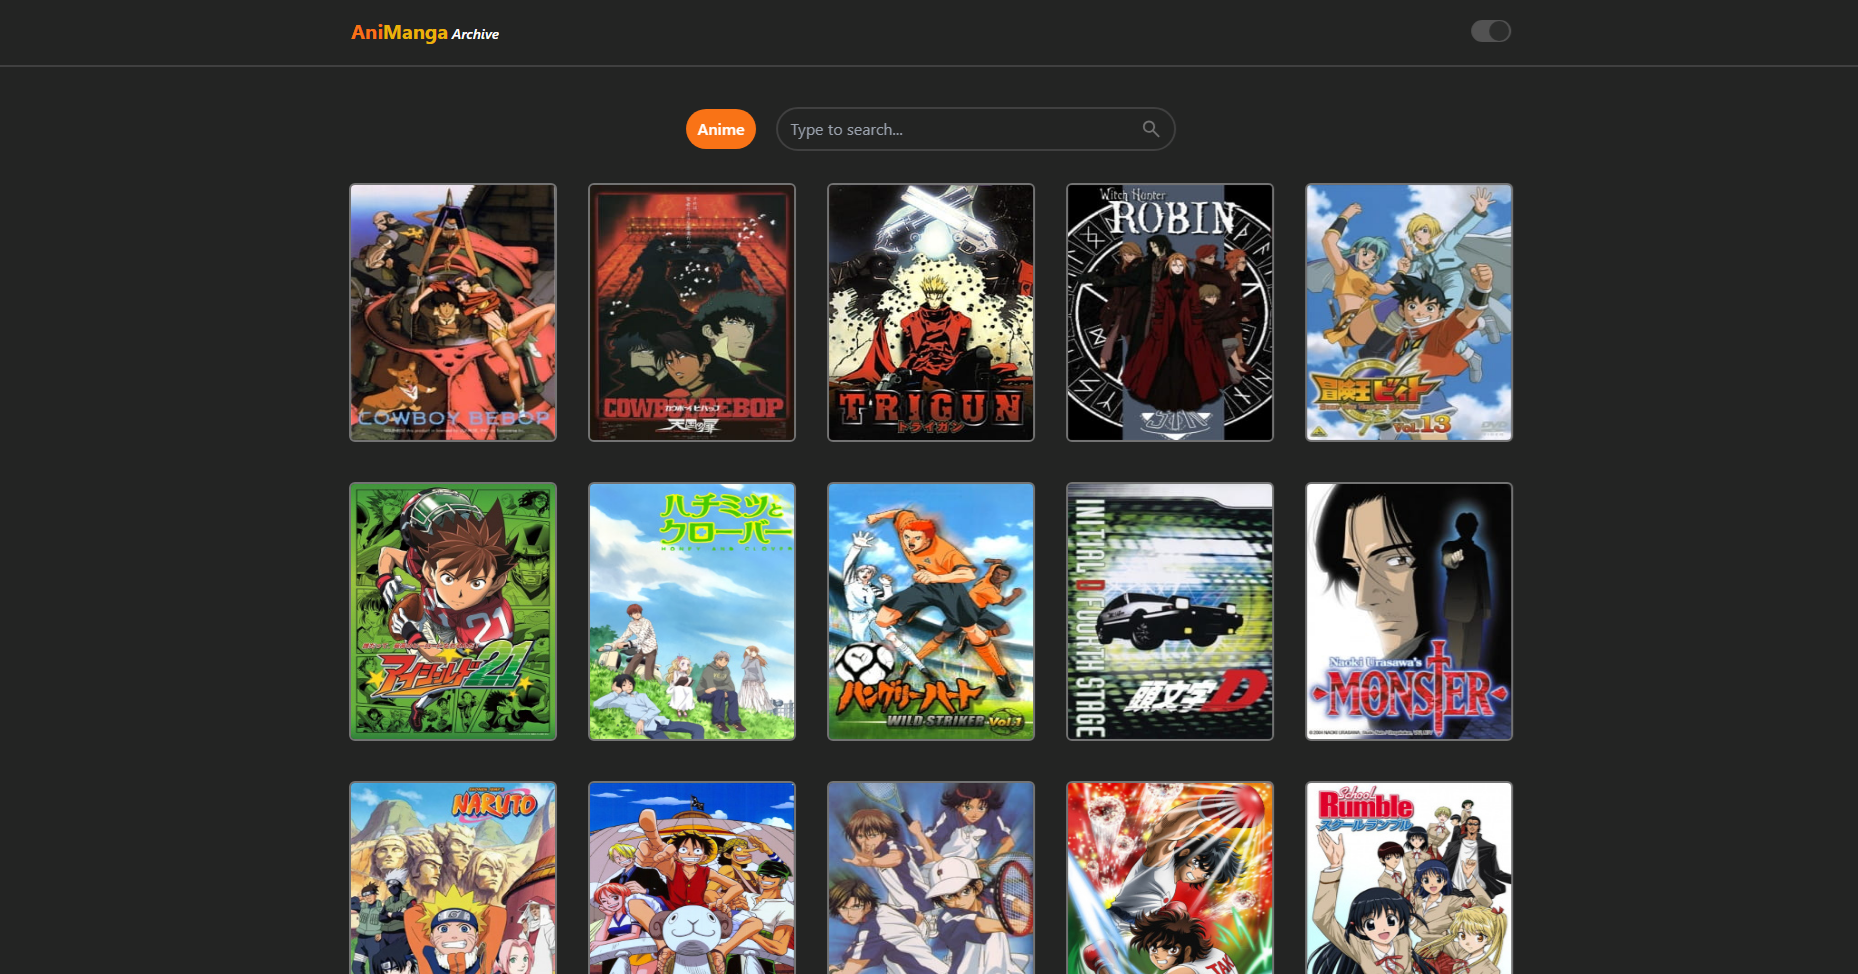 AniManga Archive
Anime
Type to search...
COWBOY BEBOP
カウボーイビバップ
COWBOY BEBOP
天国の扉
TRIGUN
トライガン
Witch Hunter
ROBIN
冒険王ビィト
Vol.13
DVD
アイシールド21
21
ハチミツと
クローバー
HONEY AND CLOVER
1
ハングリーハート
WILD STRIKER Vol.1
INITIAL D FOURTH STAGE
頭文字D
Naoki Urasawa's
MONSTER
NARUTO
School
Rumble
スクールランブル